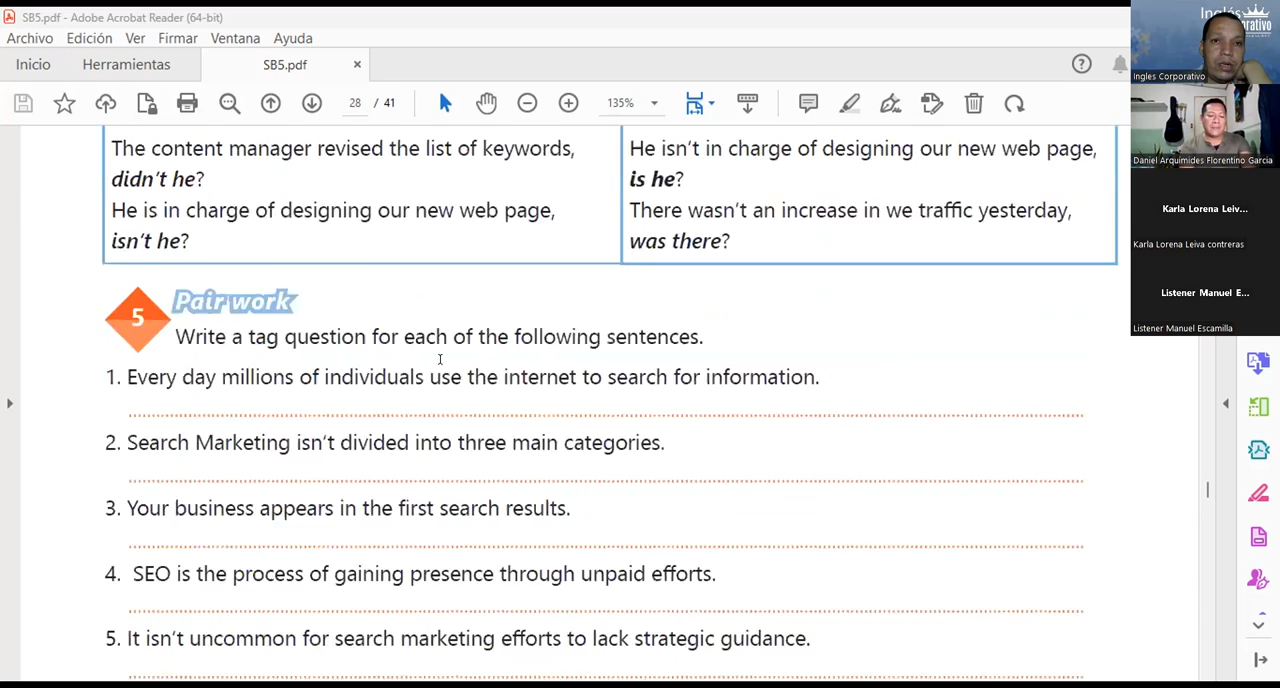 SB5.pdf - Adobe Acrobat Reader (64-bit)
Archivo Edición Ver Firmar Ventana Ayuda
Inicio Herramientas SB5.pdf ×
28 / 41 135%
The content manager revised the list of keywords,
didn't he?
He is in charge of designing our new web page,
isn't he?
He isn't in charge of designing our new web page,
is he?
There wasn't an increase in we traffic yesterday,
was there?
5 Pair work
Write a tag question for each of the following sentences.
1. Every day millions of individuals use the internet to search for information.
2. Search Marketing isn't divided into three main categories.
3. Your business appears in the first search results.
4. SEO is the process of gaining presence through unpaid efforts.
5. It isn't uncommon for search marketing efforts to lack strategic guidance.
Ingles Corporativo
Daniel Arquimides Florentino Garcia
Karla Lorena Leiv...
Karla Lorena Leiva contreras
Listener Manuel E...
Listener Manuel Escamilla